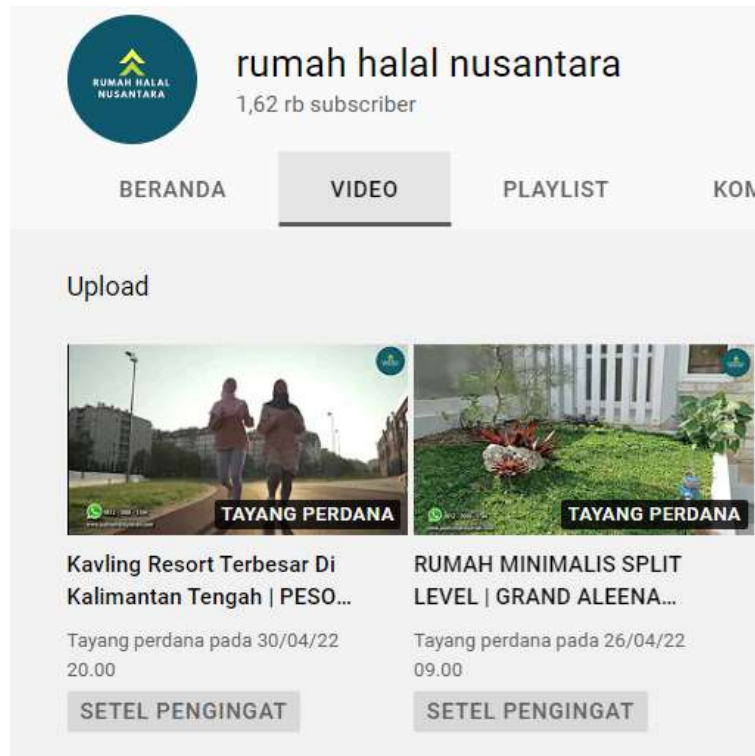 RUMAH HALAL
NUSANTARA
rumah halal nusantara
1,62 rb subscriber
BERANDA
VIDEO
PLAYLIST
KOM
Upload
TAYANG PERDANA
TAYANG PERDANA
Kavling Resort Terbesar Di
Kalimantan Tengah | PESO...
Tayang perdana pada 30/04/22
20.00
SETEL PENGINGAT
RUMAH MINIMALIS SPLIT
LEVEL | GRAND ALEENA...
Tayang perdana pada 26/04/22
09.00
SETEL PENGINGAT